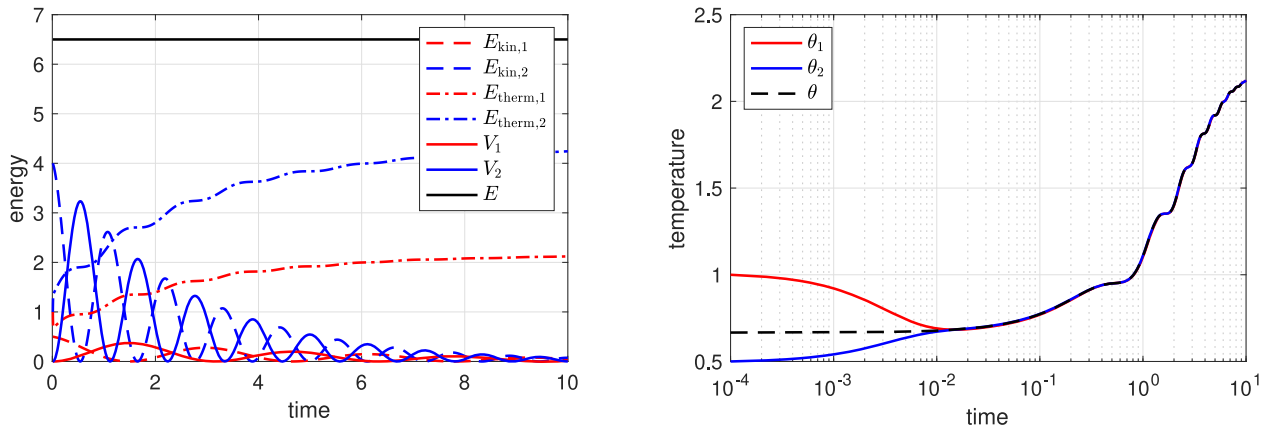 7
6
5
4
3
2
1
0
energy
0
2
4
6
8
10
time
E_kin,1
E_kin,2
E_therm,1
E_therm,2
V_1
V_2
E
2.5
2
1.5
1
0.5
temperature
10^-4
10^-3
10^-2
10^-1
10^0
10^1
time
θ_1
θ_2
θ